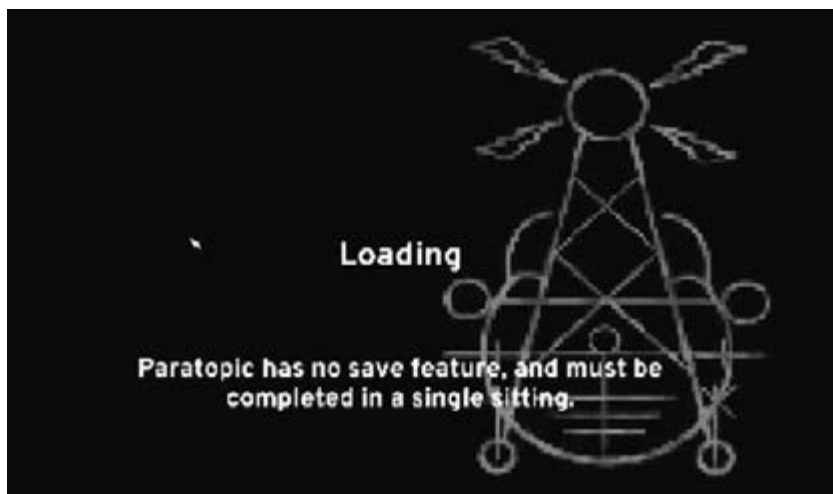 Loading
Paratopic has no save feature, and must be
completed in a single sitting.